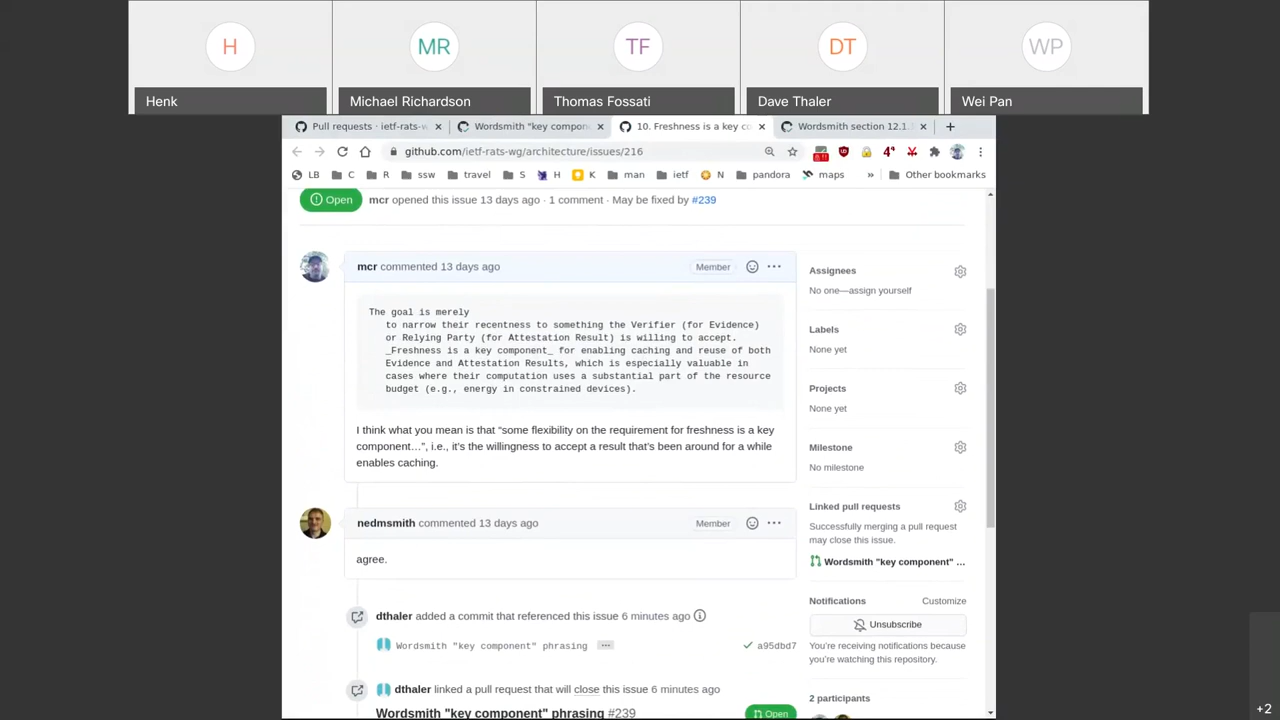 H
MR
TF
DT
WP
Henk
Michael Richardson
Thomas Fossati
Dave Thaler
Wei Pan
Pull requests · ietf-rats-w
Wordsmith "key compon
10. Freshness is a key co
Wordsmith section 12.1.
github.com/ietf-rats-wg/architecture/issues/216
LB
C
R
ssw
travel
S
H
K
man
ietf
N
pandora
maps
»
Other bookmarks
Open
mcr opened this issue 13 days ago · 1 comment · May be fixed by #239
mcr commented 13 days ago
Member
The goal is merely
to narrow their recentness to something the Verifier (for Evidence)
or Relying Party (for Attestation Result) is willing to accept.
_Freshness is a key component_ for enabling caching and reuse of both
Evidence and Attestation Results, which is especially valuable in
cases where their computation uses a substantial part of the resource
budget (e.g., energy in constrained devices).
I think what you mean is that “some flexibility on the requirement for freshness is a key
component…”, i.e., it’s the willingness to accept a result that’s been around for a while
enables caching.
nedmsmith commented 13 days ago
Member
agree.
dthaler added a commit that referenced this issue 6 minutes ago
Wordsmith "key component" phrasing
a95dbd7
dthaler linked a pull request that will close this issue 6 minutes ago
Wordsmith "key component" phrasing #239
Open
Assignees
No one—assign yourself
Labels
None yet
Projects
None yet
Milestone
No milestone
Linked pull requests
Successfully merging a pull request
may close this issue.
Wordsmith "key component" ...
Notifications
Customize
Unsubscribe
You’re receiving notifications because
you’re watching this repository.
2 participants
+2